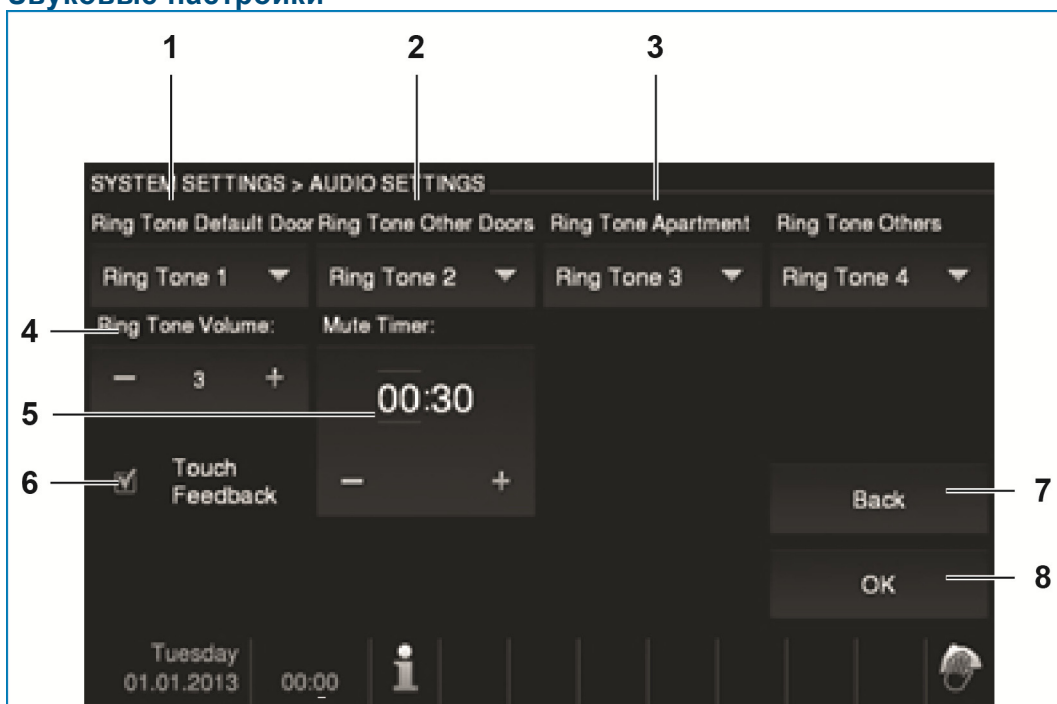 Звуковые настройки
1 2 3
SYSTEM SETTINGS > AUDIO SETTINGS
Ring Tone Default Door Ring Tone Other Doors Ring Tone Apartment Ring Tone Others
Ring Tone 1 Ring Tone 2 Ring Tone 3 Ring Tone 4
4 Ring Tone Volume: Mute Timer:
– 3 +
5 00:30
6 Touch
Feedback
– +
Back 7
OK 8
Tuesday
01.01.2013 00:00